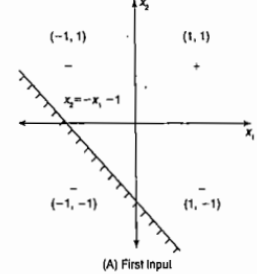 x₂
(-1, 1) (1, 1)
− +
x₂=-x₁ -1
x₁
− −
(-1, -1) (1, -1)
(A) First Input